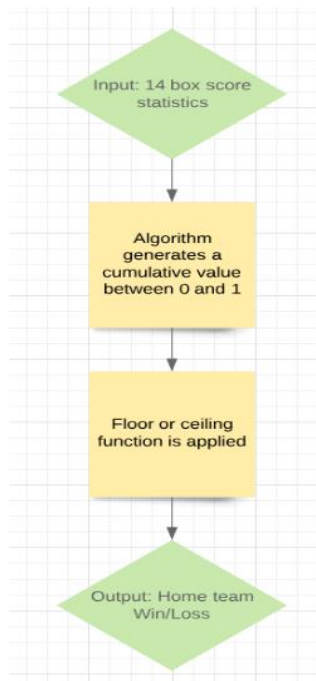 Input: 14 box score
statistics
Algorithm
generates a
cumulative value
between 0 and 1
Floor or ceiling
function is applied
Output: Home team
Win/Loss